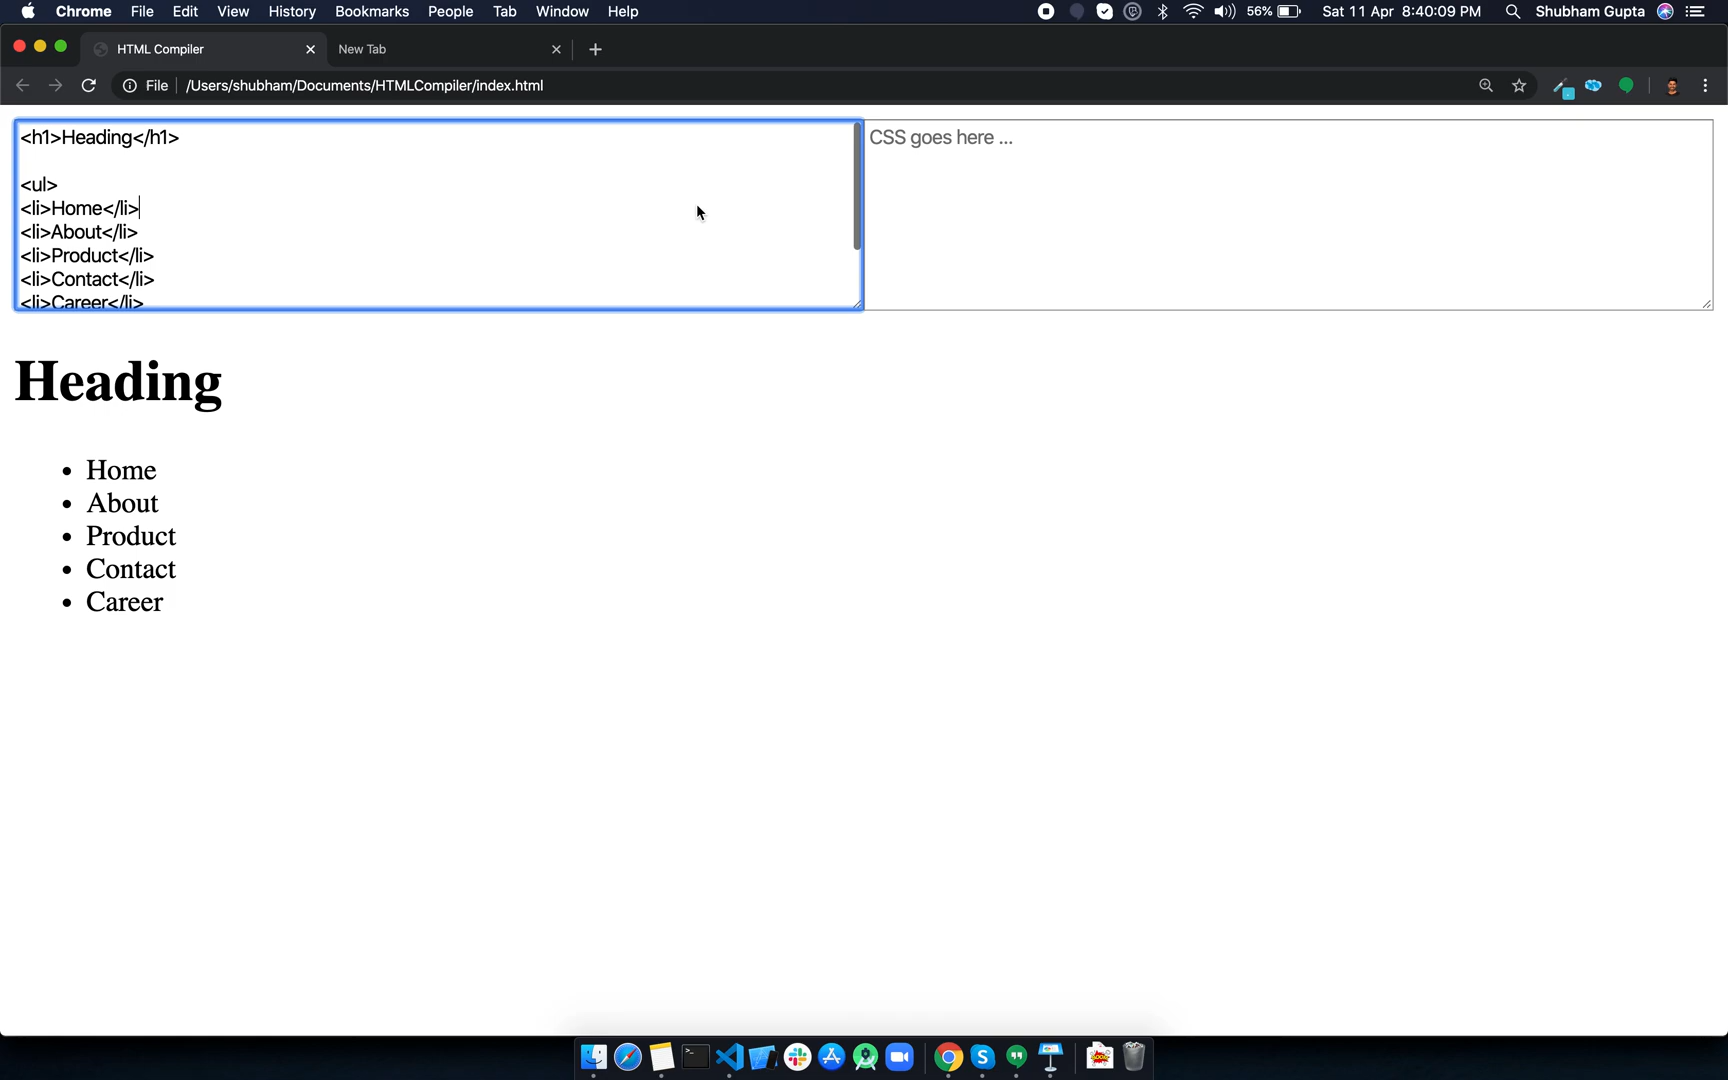 Chrome File Edit View History Bookmarks People Tab Window Help 56% Sat 11 Apr 8:40:09 PM Shubham Gupta
HTML Compiler New Tab
File /Users/shubham/Documents/HTMLCompiler/index.html
<h1>Heading</h1>
<ul>
<li>Home</li>
<li>About</li>
<li>Product</li>
<li>Contact</li>
<li>Career</li>
CSS goes here ...
Heading
• Home
• About
• Product
• Contact
• Career